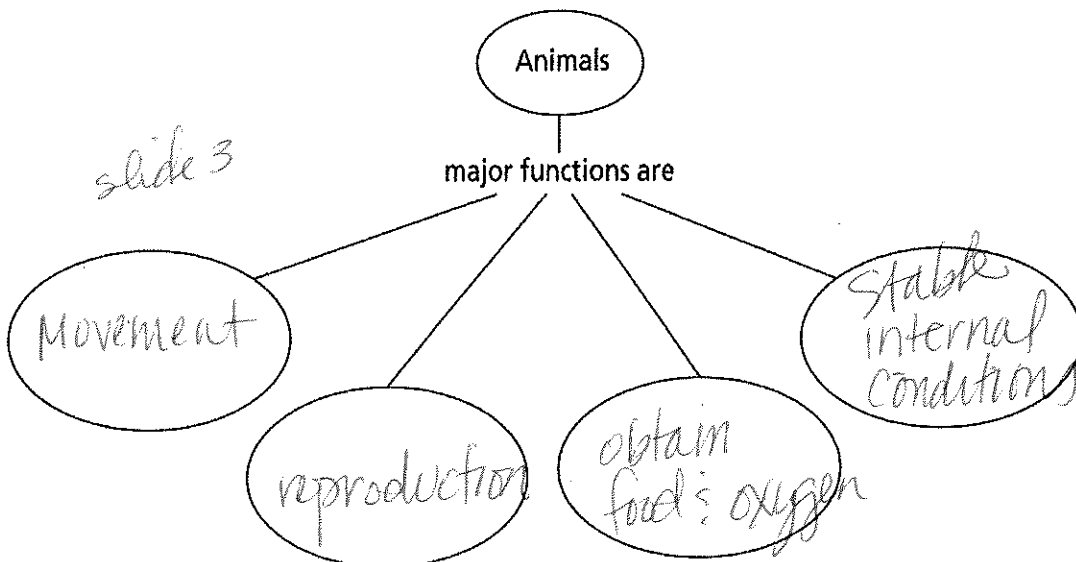 Animals
slide 3
major functions are
Movement
reproduction
obtain
food & oxygen
Stable
internal
conditions